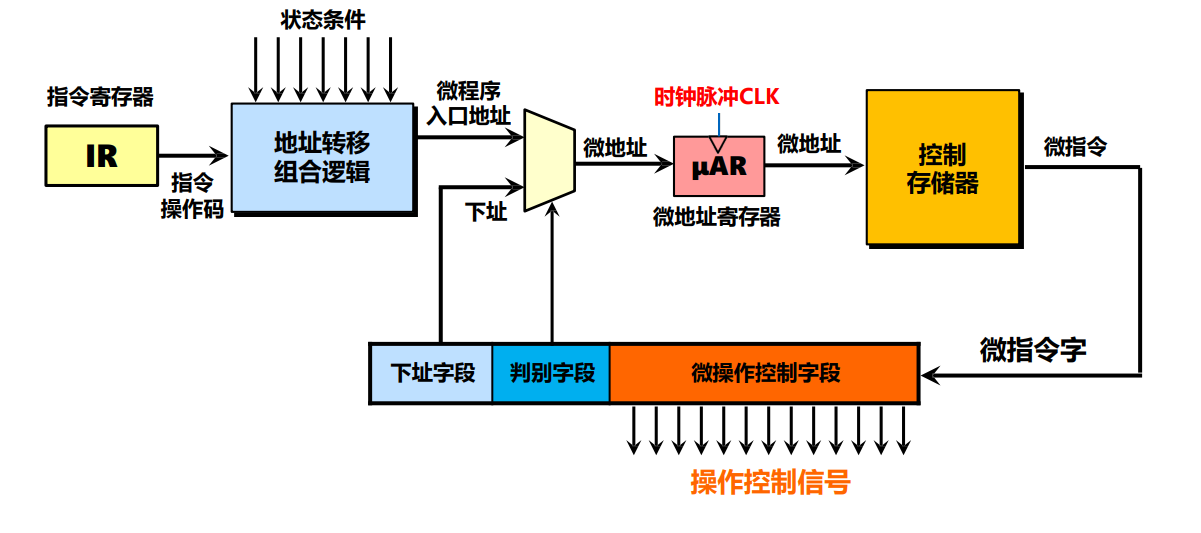 状态条件
指令寄存器
IR
指令
操作码
地址转移
组合逻辑
微程序
入口地址
下址
微地址
时钟脉冲CLK
μAR
微地址寄存器
微地址
控制
存储器
微指令
微指令字
下址字段
判别字段
微操作控制字段
操作控制信号